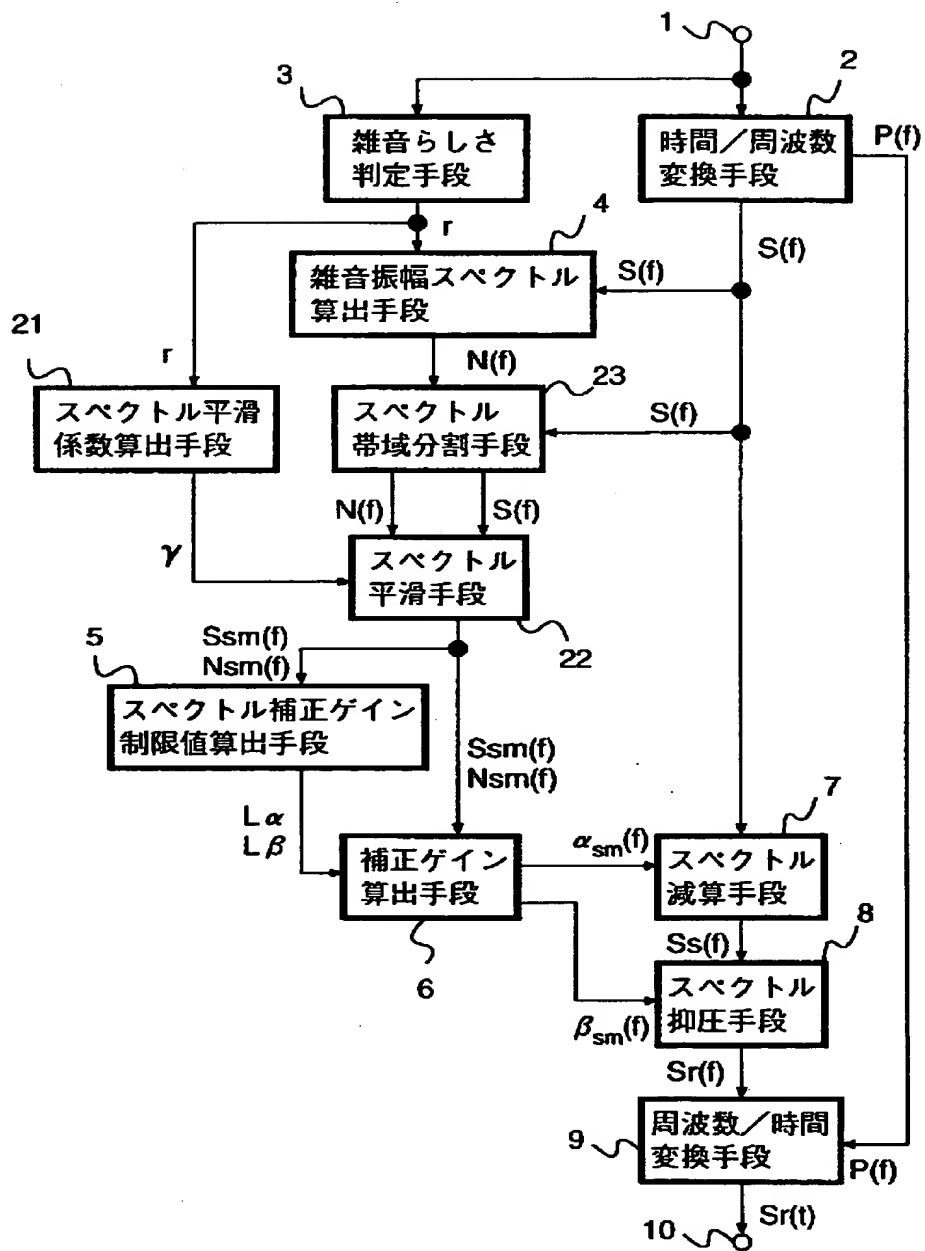 1
3
2
雑音らしさ
判定手段
時間／周波数
変換手段
P(f)
r
4
S(f)
雑音振幅スペクトル
算出手段
S(f)
21
r
N(f)
23
スペクトル平滑
係数算出手段
スペクトル
帯域分割手段
S(f)
N(f)
S(f)
γ
スペクトル
平滑手段
22
5
Ssm(f)
Nsm(f)
スペクトル補正ゲイン
制限値算出手段
Ssm(f)
Nsm(f)
Lα
Lβ
7
補正ゲイン
算出手段
αsm(f)
スペクトル
減算手段
6
Ss(f)
8
βsm(f)
スペクトル
抑圧手段
Sr(f)
9
周波数／時間
変換手段
P(f)
Sr(t)
10